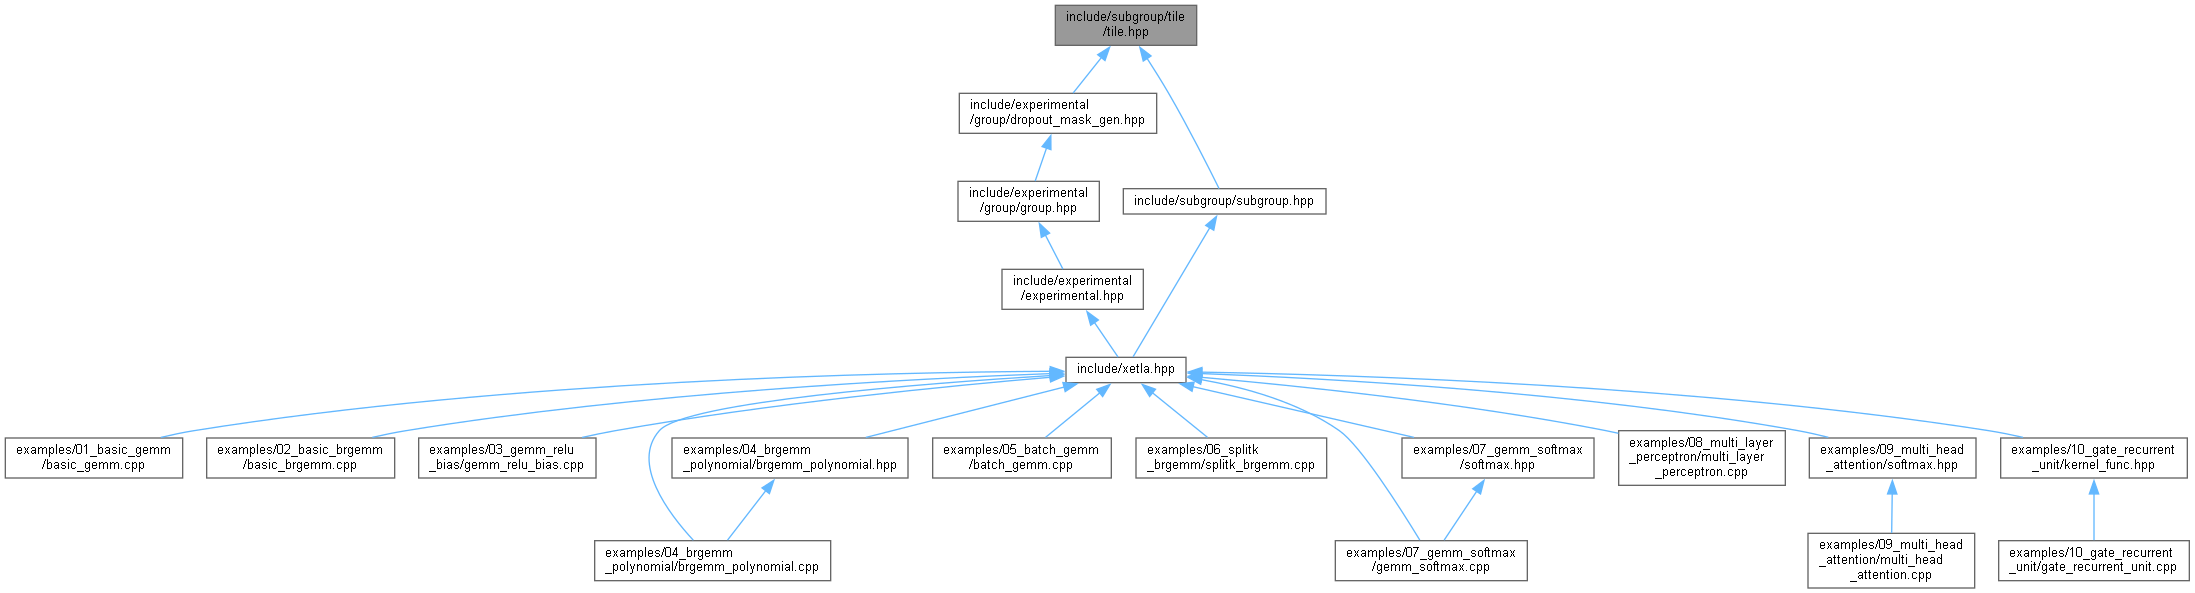 include/subgroup/tile
/tile.hpp
include/experimental
/group/dropout_mask_gen.hpp
include/experimental
/group/group.hpp
include/subgroup/subgroup.hpp
include/experimental
/experimental.hpp
include/xetla.hpp
examples/01_basic_gemm
/basic_gemm.cpp
examples/02_basic_brgemm
/basic_brgemm.cpp
examples/03_gemm_relu
_bias/gemm_relu_bias.cpp
examples/04_brgemm
_polynomial/brgemm_polynomial.hpp
examples/05_batch_gemm
/batch_gemm.cpp
examples/06_splitk
_brgemm/splitk_brgemm.cpp
examples/07_gemm_softmax
/softmax.hpp
examples/08_multi_layer
_perceptron/multi_layer
_perceptron.cpp
examples/09_multi_head
_attention/softmax.hpp
examples/10_gate_recurrent
_unit/kernel_func.hpp
examples/04_brgemm
_polynomial/brgemm_polynomial.cpp
examples/07_gemm_softmax
/gemm_softmax.cpp
examples/09_multi_head
_attention/multi_head
_attention.cpp
examples/10_gate_recurrent
_unit/gate_recurrent_unit.cpp